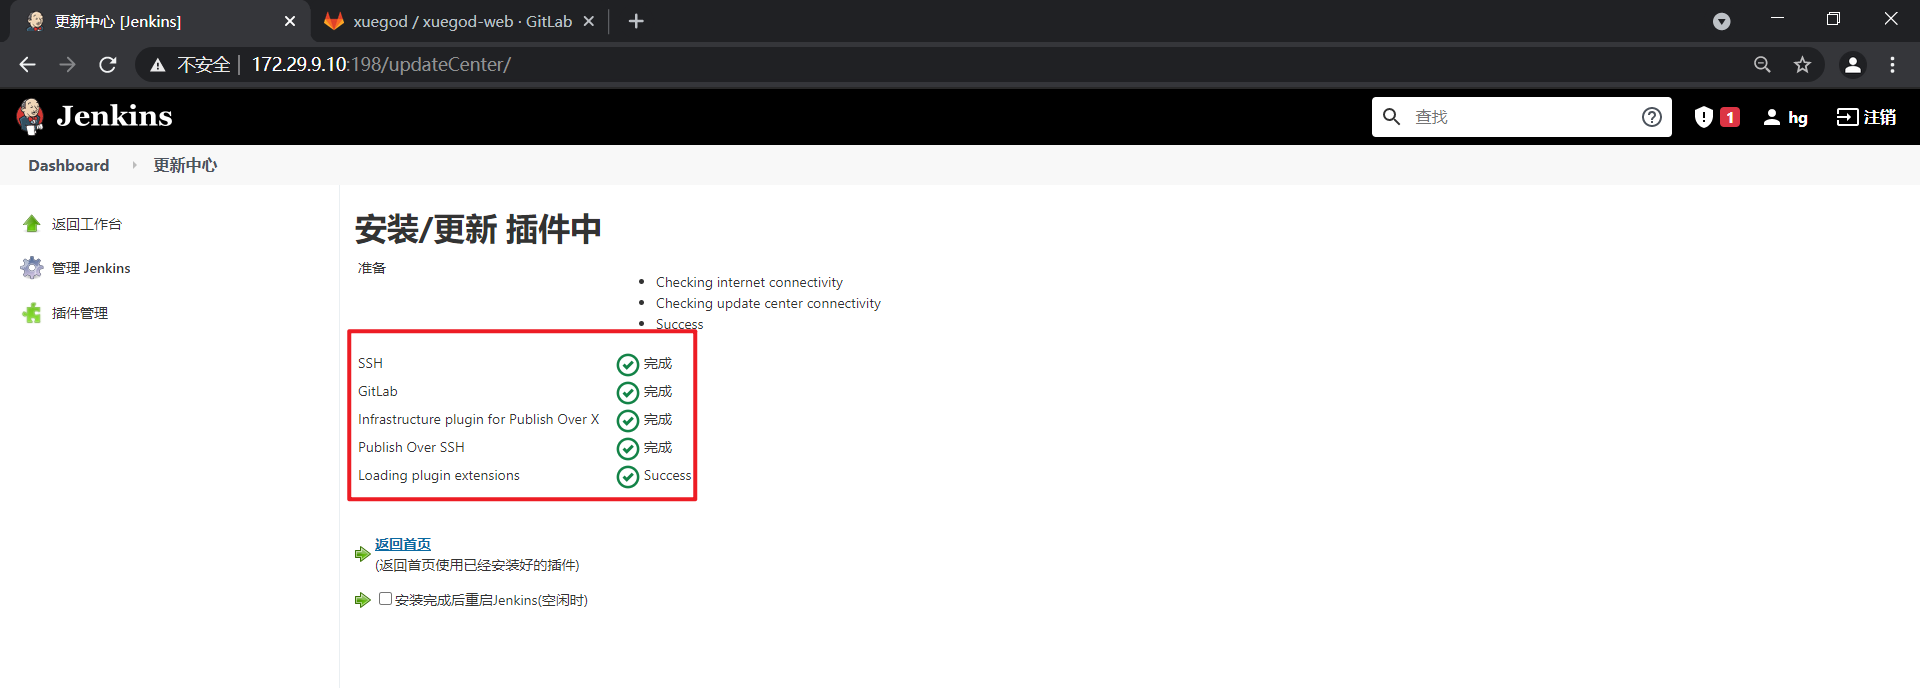 更新中心 [Jenkins]
xuegod / xuegod-web · GitLab
不安全 | 172.29.9.10:198/updateCenter/
Jenkins
查找
1
hg
注销
Dashboard
更新中心
返回工作台
管理 Jenkins
插件管理
安装/更新 插件中
准备
Checking internet connectivity
Checking update center connectivity
Success
SSH 完成
GitLab 完成
Infrastructure plugin for Publish Over X 完成
Publish Over SSH 完成
Loading plugin extensions Success
返回首页
(返回首页使用已经安装好的插件)
安装完成后重启Jenkins(空闲时)